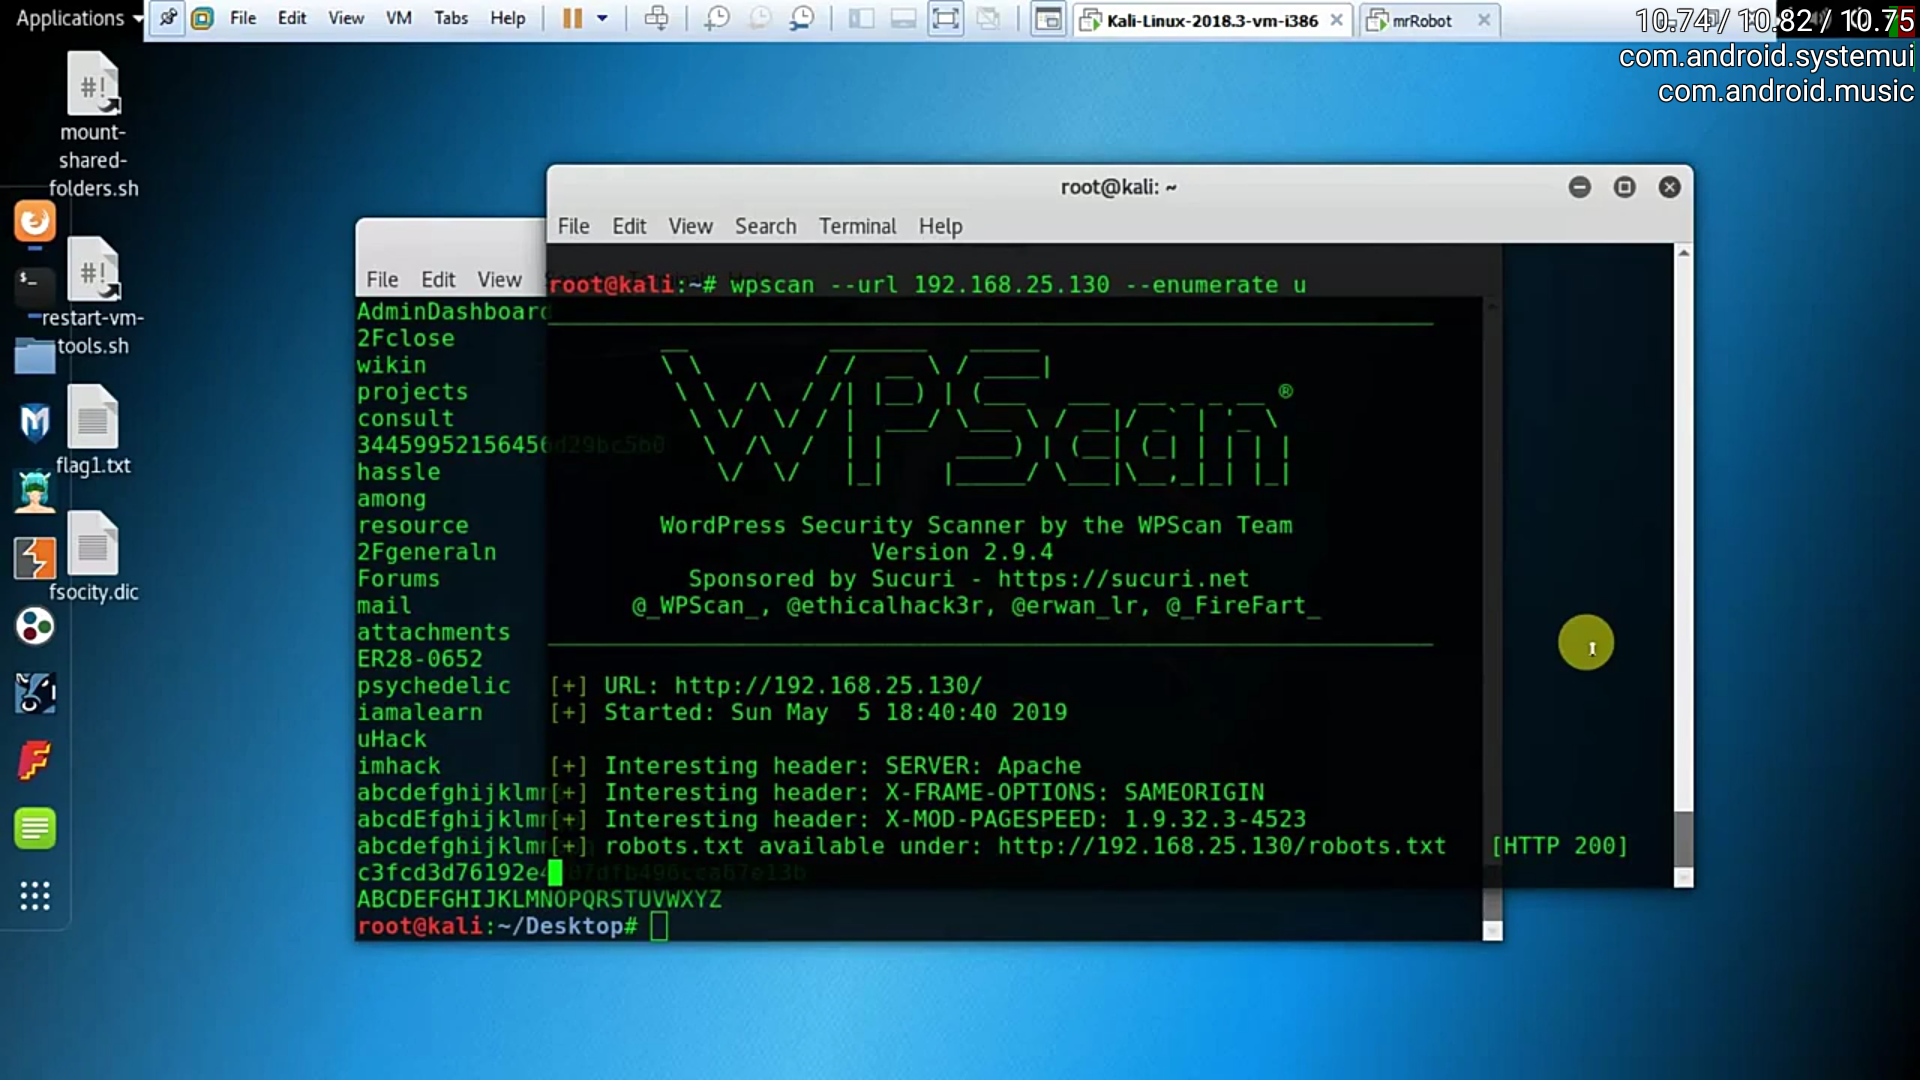 Applications
File Edit View VM Tabs Help
Kali-Linux-2018.3-vm-i386
mrRobot
10.74 / 10.82 / 10.75
com.android.systemui
com.android.music
mount-
shared-
folders.sh
restart-vm-
tools.sh
flag1.txt
fsocity.dic
File Edit View
AdminDashboard
2Fclose
wikin
projects
consult
34459952156456d29bc5b0
hassle
among
resource
2Fgeneraln
Forums
mail
attachments
ER28-0652
psychedelic
iamalearn
uHack
imhack
abcdefghijklm
abcdEfghijklm
abcdefghijklm
c3fcd3d76192e4
ABCDEFGHIJKLMNOPQRSTUVWXYZ
root@kali:~/Desktop#
root@kali: ~
File Edit View Search Terminal Help
root@kali:~# wpscan --url 192.168.25.130 --enumerate u
WPScan ®
WordPress Security Scanner by the WPScan Team
Version 2.9.4
Sponsored by Sucuri - https://sucuri.net
@_WPScan_, @ethicalhack3r, @erwan_lr, @_FireFart_
[+] URL: http://192.168.25.130/
[+] Started: Sun May  5 18:40:40 2019
[+] Interesting header: SERVER: Apache
[+] Interesting header: X-FRAME-OPTIONS: SAMEORIGIN
[+] Interesting header: X-MOD-PAGESPEED: 1.9.32.3-4523
[+] robots.txt available under: http://192.168.25.130/robots.txt [HTTP 200]